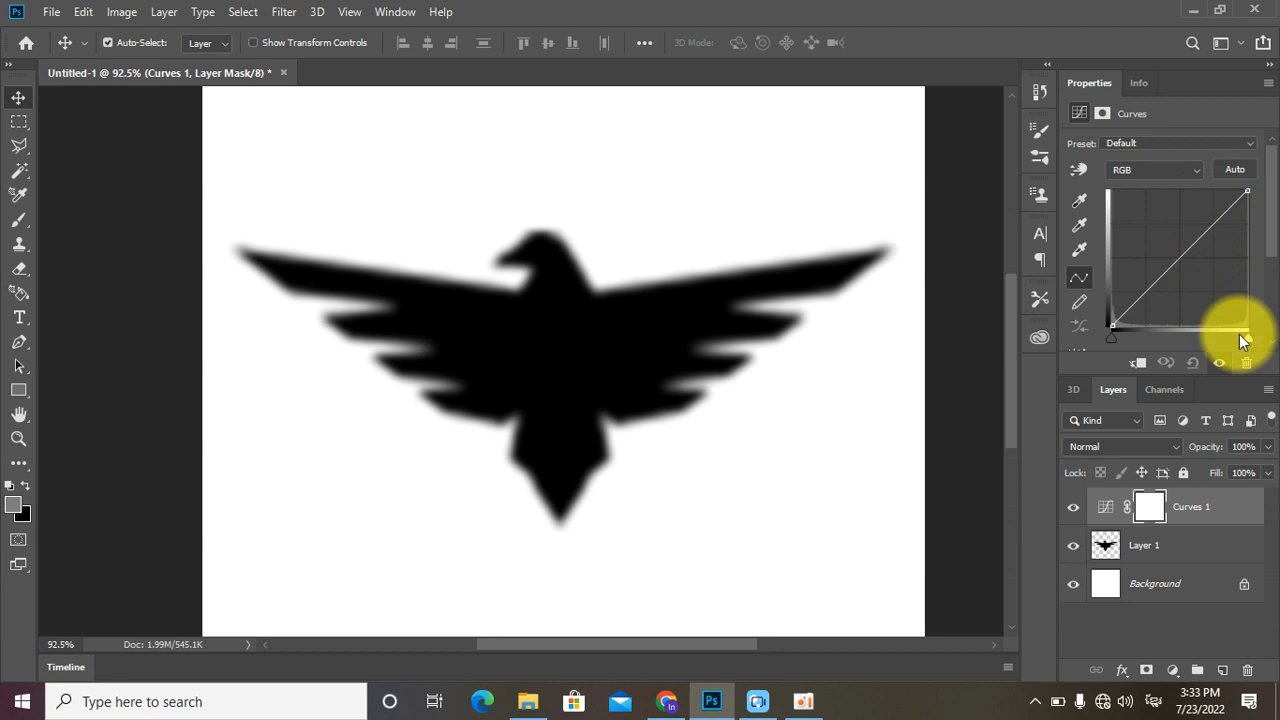 File Edit Image Layer Type Select Filter 3D View Window Help
Auto-Select: Layer Show Transform Controls 3D Mode:
Untitled-1 @ 92.5% (Curves 1, Layer Mask/8) *
Properties Info
Curves
Preset: Default
RGB Auto
3D Layers Channels
Kind
Normal Opacity: 100%
Lock: Fill: 100%
Curves 1
Layer 1
Background
92.5% Doc: 1.99M/545.1K
Timeline
Type here to search
3:33 PM
7/23/2022